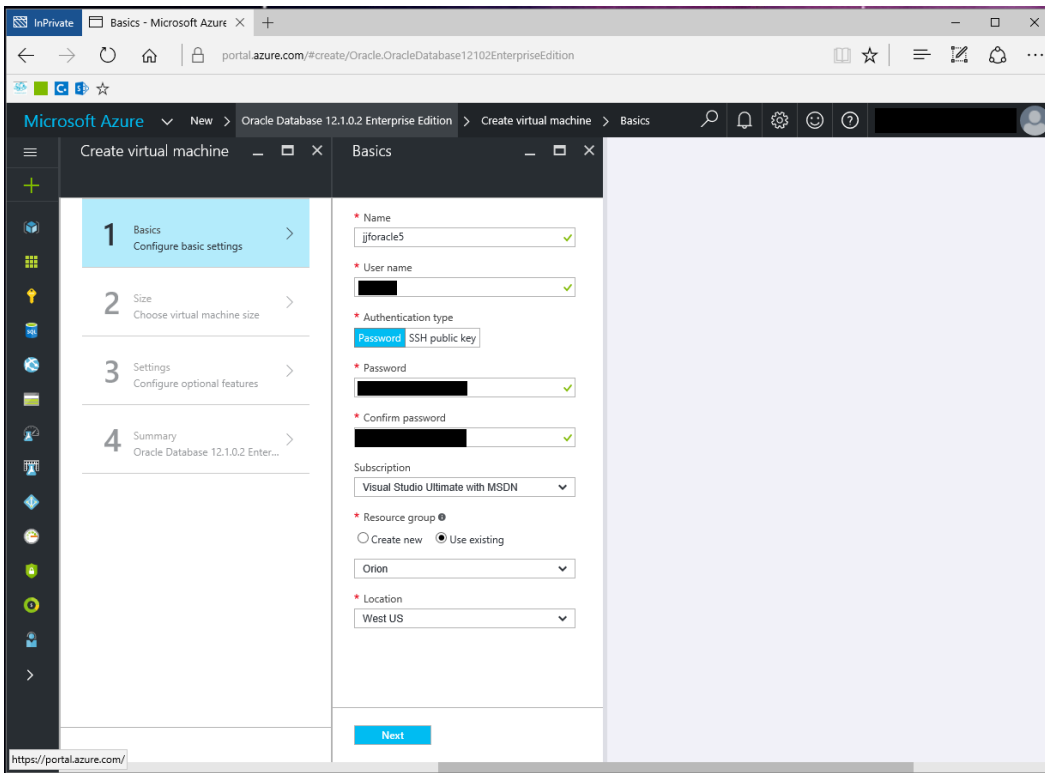 InPrivate Basics - Microsoft Azure
portal.azure.com/#create/Oracle.OracleDatabase12102EnterpriseEdition
Microsoft Azure New > Oracle Database 12.1.0.2 Enterprise Edition > Create virtual machine > Basics
Create virtual machine
1
Basics
Configure basic settings
2
Size
Choose virtual machine size
3
Settings
Configure optional features
4
Summary
Oracle Database 12.1.0.2 Enter...
Basics
* Name
jjforacle5
* User name
* Authentication type
Password SSH public key
* Password
* Confirm password
Subscription
Visual Studio Ultimate with MSDN
* Resource group
Create new Use existing
Orion
* Location
West US
Next
https://portal.azure.com/